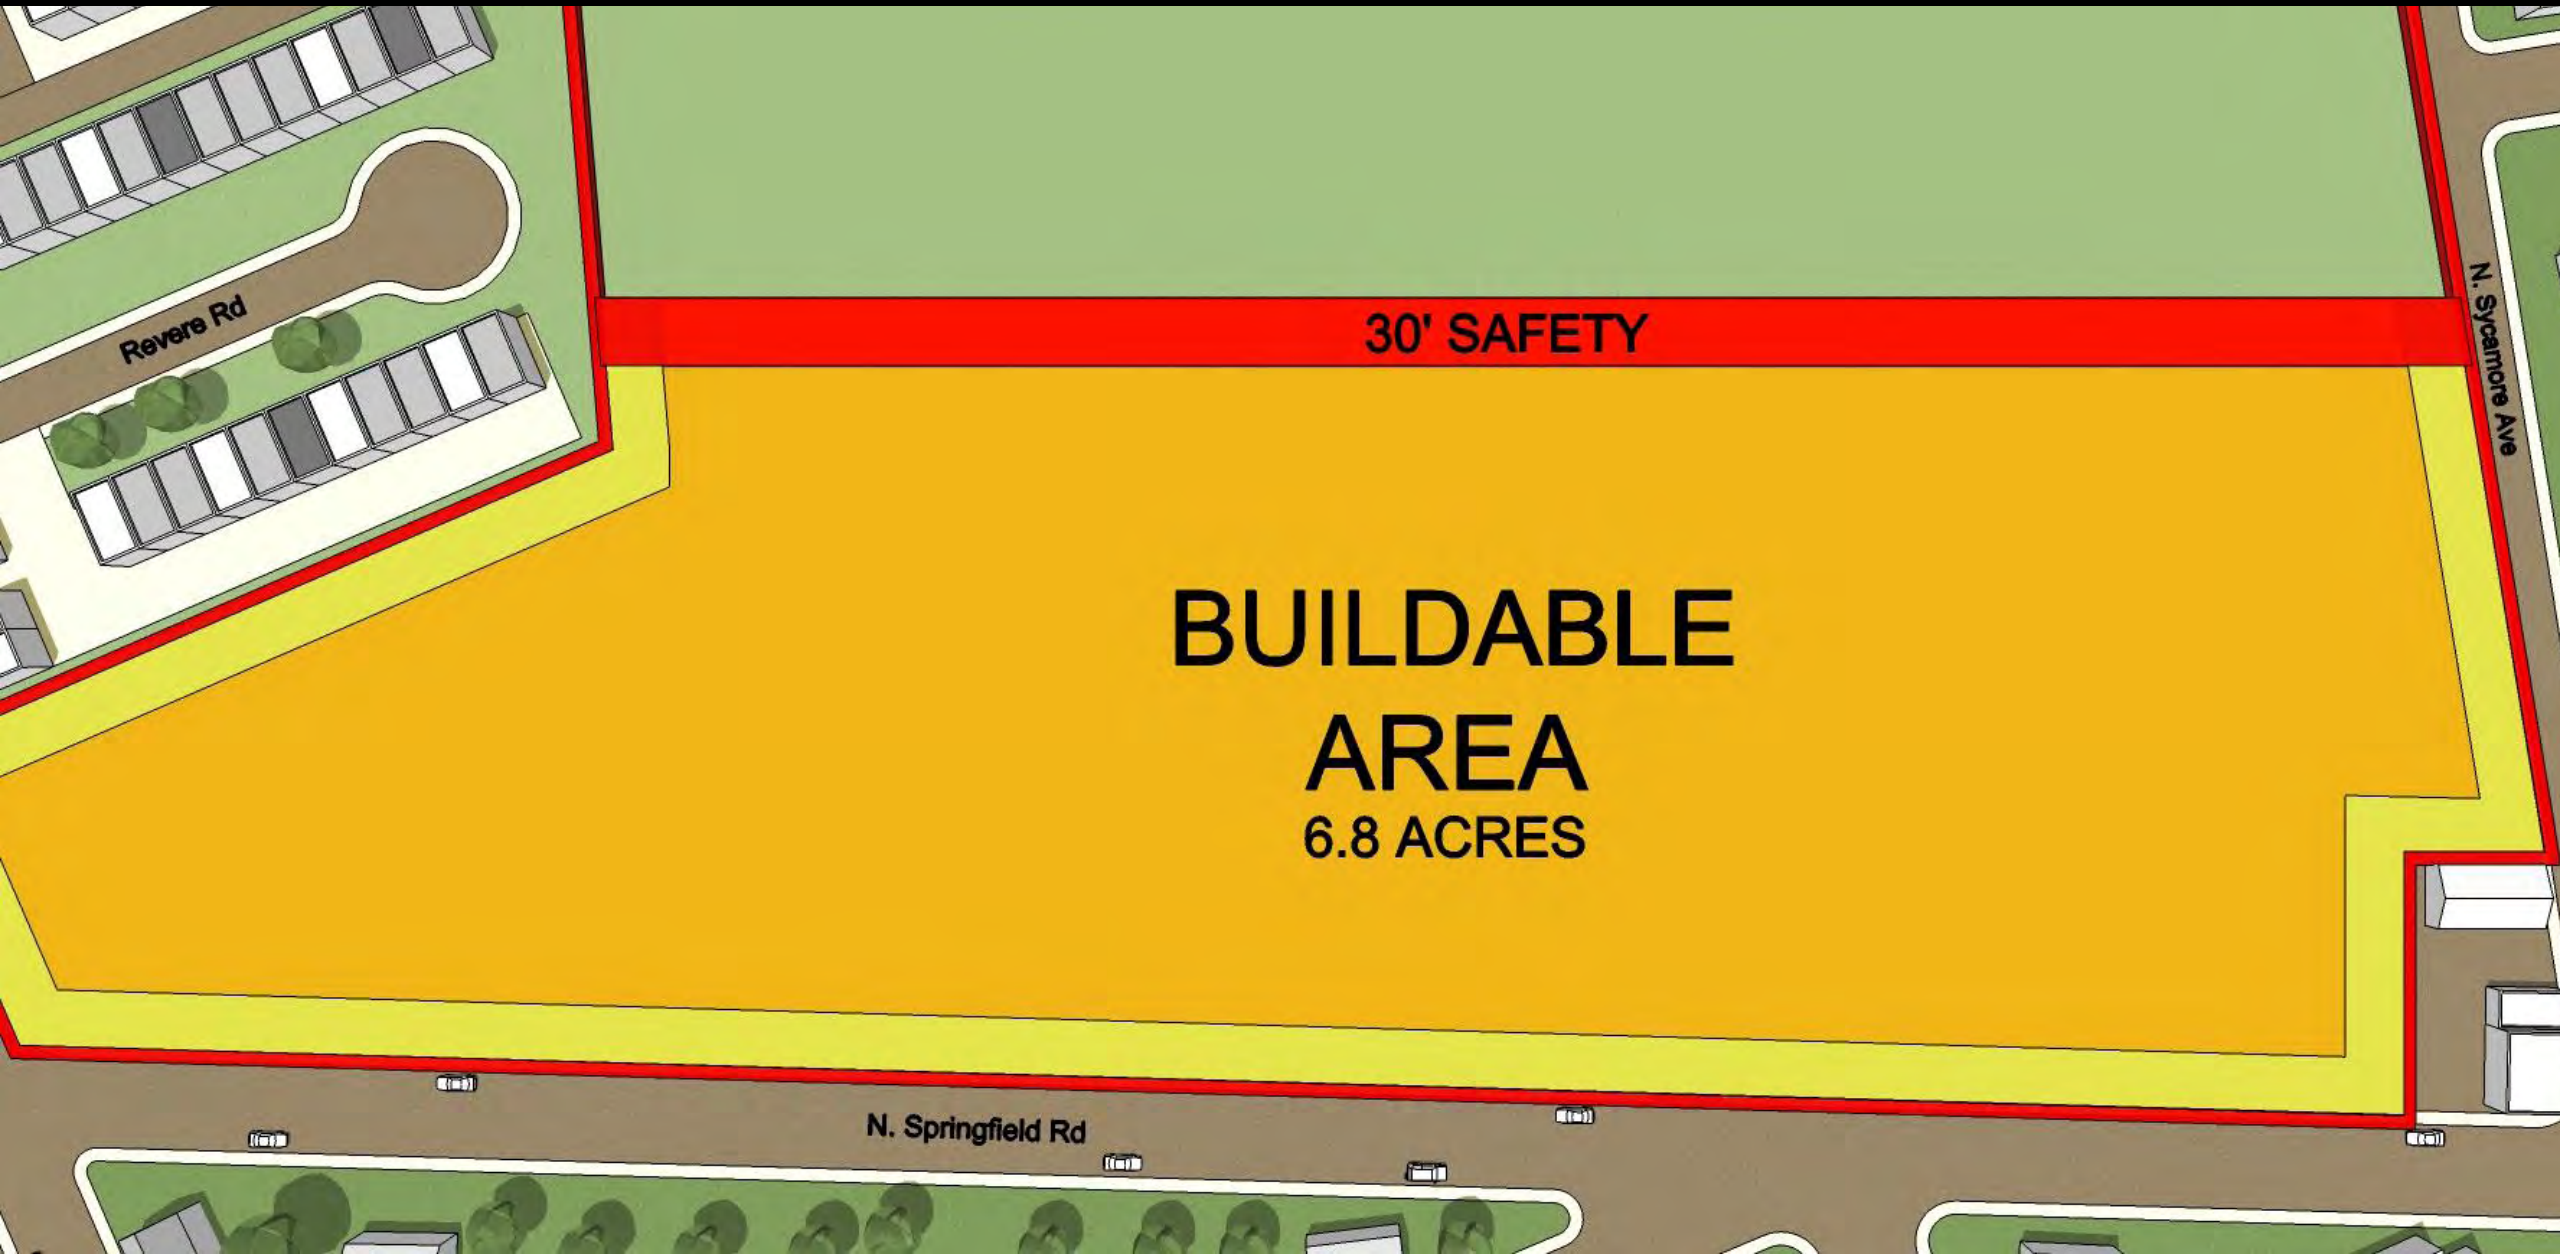 30' SAFETY
N. Sycamore Ave
Revere Rd
BUILDABLE
AREA
6.8 ACRES
N. Springfield Rd